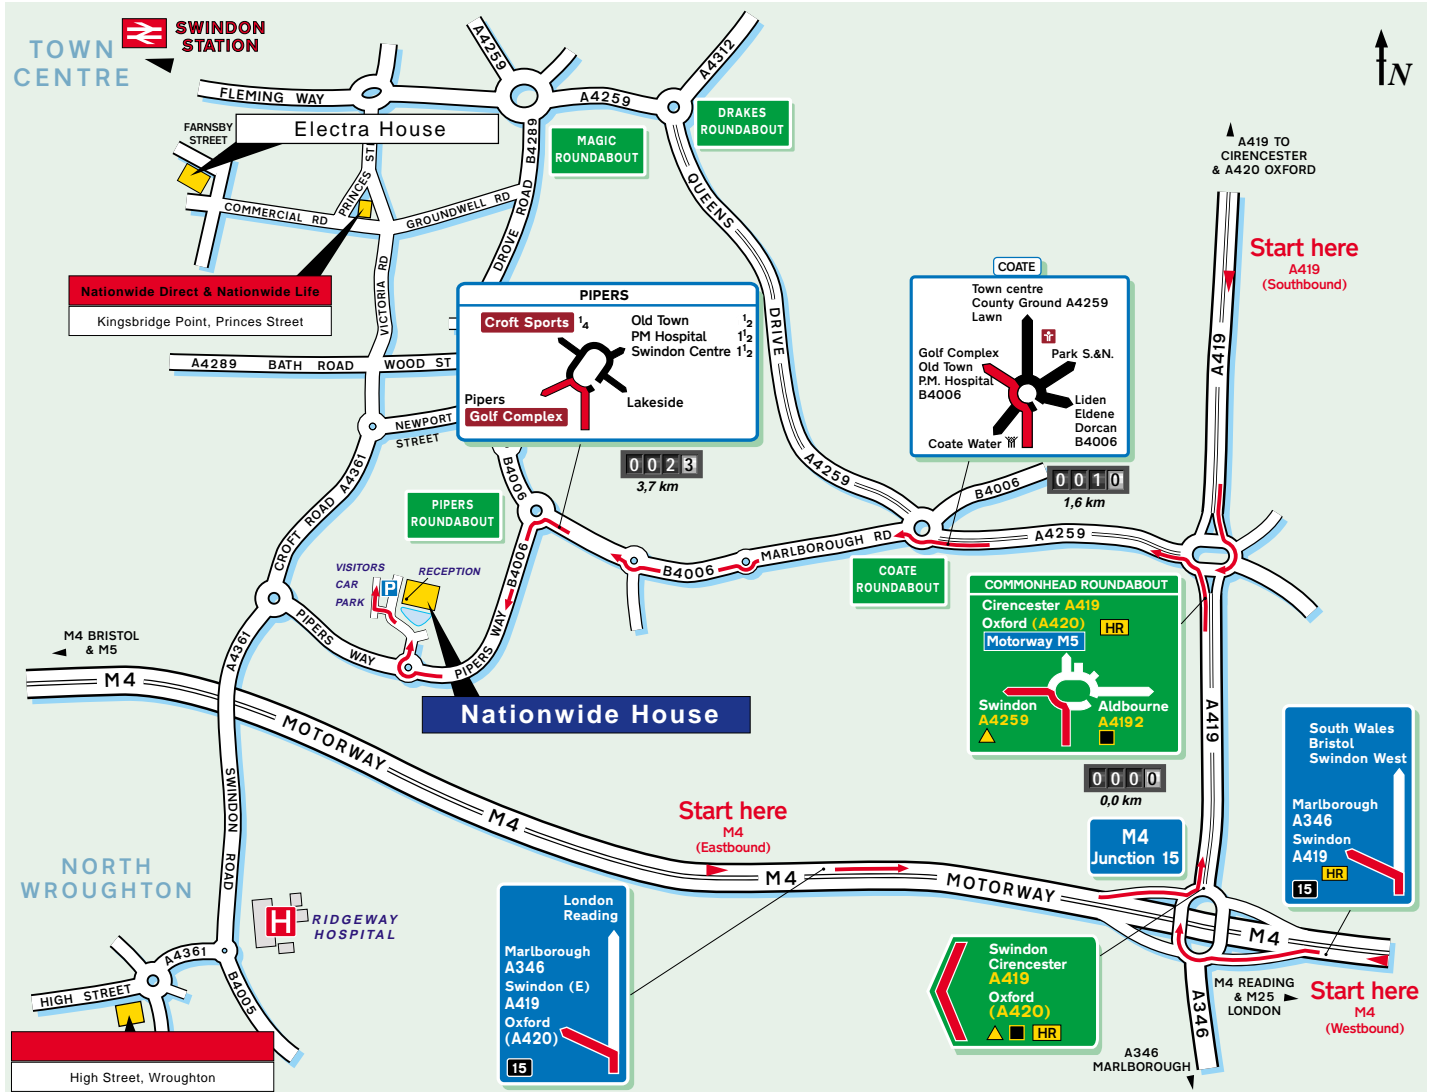 SWINDON
STATION
TOWN
CENTRE
FLEMING WAY
A4259
A4259
A4312
DRAKES
ROUNDABOUT
MAGIC
ROUNDABOUT
FARNSBY
STREET
Electra House
PRINCES ST
COMMERCIAL RD
GROUNDWELL RD
DROVE ROAD B4289
QUEENS DRIVE
A4259
VICTORIA RD
Nationwide Direct & Nationwide Life
Kingsbridge Point, Princes Street
A4289 BATH ROAD WOOD ST
NEWPORT
STREET
N
A419 TO
CIRENCESTER
& A420 OXFORD
Start here
A419
(Southbound)
A419
PIPERS
Croft Sports 1/4
Old Town 1/2
PM Hospital 1 1/2
Swindon Centre 1 1/2
Pipers
Golf Complex
Lakeside
0023
3,7 km
COATE
Town centre
County Ground A4259
Lawn
Golf Complex
Old Town
P.M. Hospital
B4006
Park S.&N.
Liden
Eldene
Dorcan
B4006
Coate Water
0010
1,6 km
B4006
A4259
MARLBOROUGH RD
COATE
ROUNDABOUT
B4006
B4006
PIPERS
ROUNDABOUT
B4006
PIPERS WAY
CROFT ROAD A4361
VISITORS
CAR
PARK
P
RECEPTION
PIPERS WAY
Nationwide House
COMMONHEAD ROUNDABOUT
Cirencester A419
Oxford (A420)
HR
Motorway M5
Swindon
A4259
Aldbourne
A4192
0000
0,0 km
A419
M4 BRISTOL
& M5
A4361
M4
MOTORWAY
M4
SWINDON ROAD
Start here
M4
(Eastbound)
M4
MOTORWAY
M4
Junction 15
South Wales
Bristol
Swindon West
Marlborough
A346
Swindon
A419
HR
15
M4
NORTH
WROUGHTON
H
RIDGEWAY
HOSPITAL
A4361
B4005
HIGH STREET
High Street, Wroughton
London
Reading
Marlborough
A346
Swindon (E)
A419
Oxford
(A420)
15
Swindon
Cirencester
A419
Oxford
(A420)
HR
M4 READING
& M25
LONDON
Start here
M4
(Westbound)
A346
A346
MARLBOROUGH